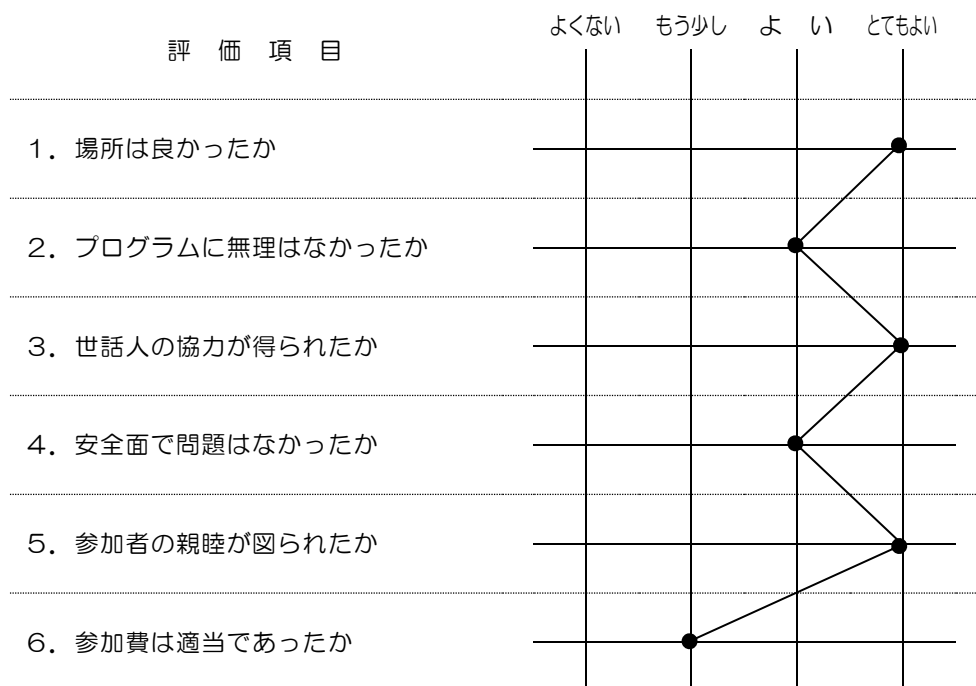 よくない もう少し よ い とてもよい
評 価 項 目
1．場所は良かったか
2．プログラムに無理はなかったか
3．世話人の協力が得られたか
4．安全面で問題はなかったか
5．参加者の親睦が図られたか
6．参加費は適当であったか